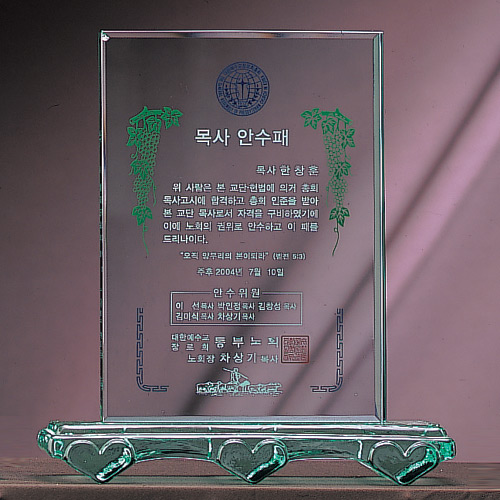 목사 안수패
목사 한 창 훈
위 사람은 본 교단 헌법에 의거 총회
목사고시에 합격하고 총회 인준을 받아
본 교단 목사로서 자격을 구비하였기에
이에 노회의 권위로 안수하고 이 패를
드리나이다.
"오직 양무리의 본이되라" (벧전 5:3)
주후 2004년 7월 10일
안 수 위 원
이 선 목사 박인정 목사 김창성 목사
김미석 목사 차상기 목사
대한예수교
장 로 회 동 부 노 회
노회장 차 상 기 목사